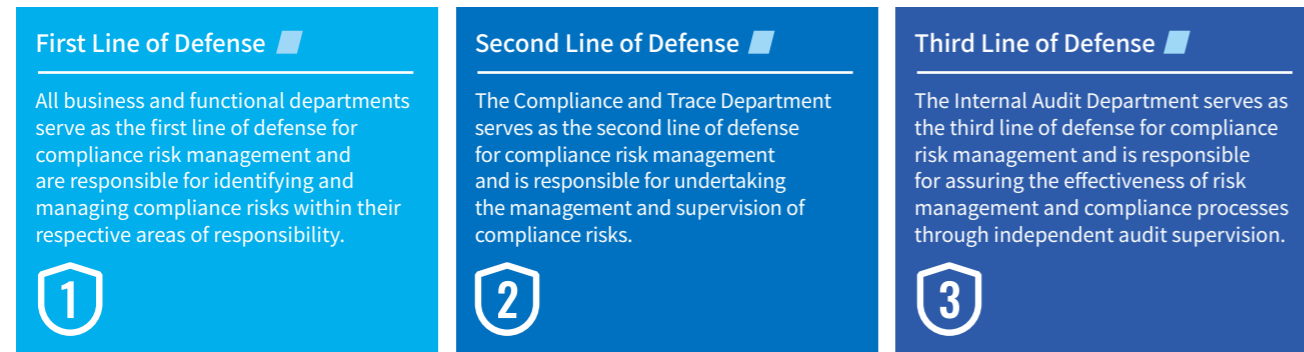 First Line of Defense
All business and functional departments
serve as the first line of defense for
compliance risk management and
are responsible for identifying and
managing compliance risks within their
respective areas of responsibility.
1
Second Line of Defense
The Compliance and Trace Department
serves as the second line of defense
for compliance risk management
and is responsible for undertaking
the management and supervision of
compliance risks.
2
Third Line of Defense
The Internal Audit Department serves as
the third line of defense for compliance
risk management and is responsible
for assuring the effectiveness of risk
management and compliance processes
through independent audit supervision.
3